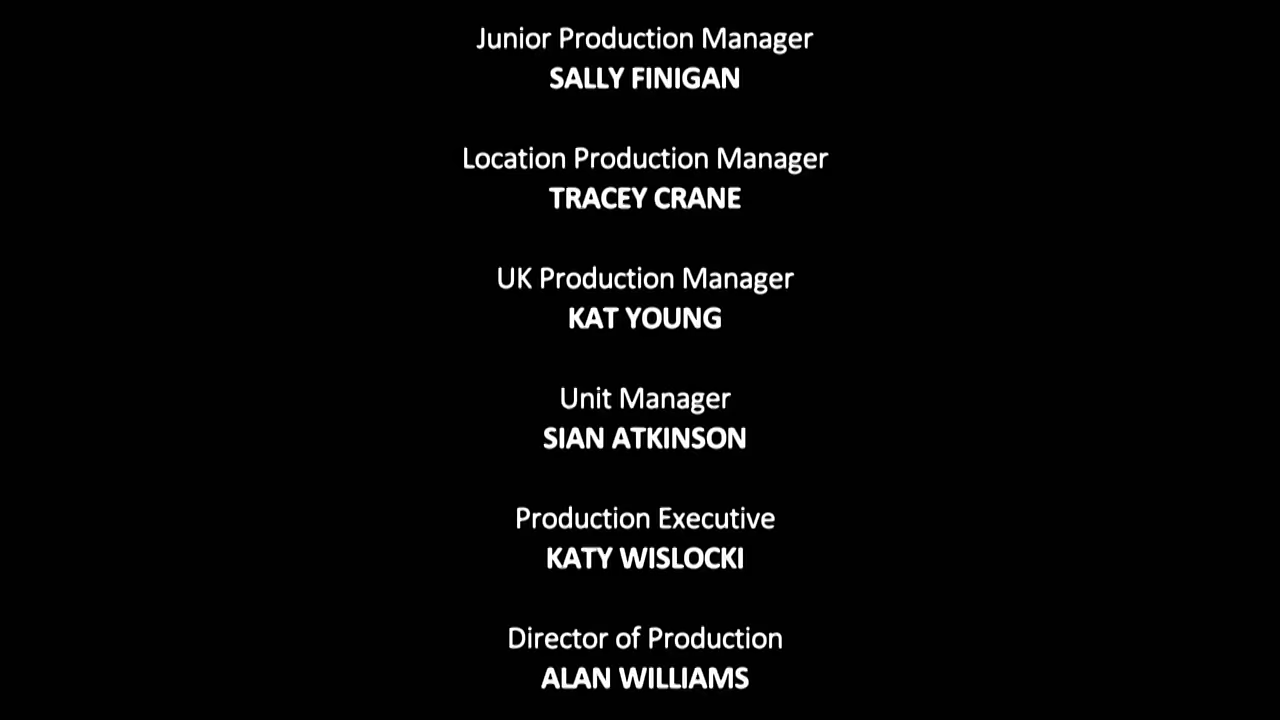 Junior Production Manager
SALLY FINIGAN
Location Production Manager
TRACEY CRANE
UK Production Manager
KAT YOUNG
Unit Manager
SIAN ATKINSON
Production Executive
KATY WISLOCKI
Director of Production
ALAN WILLIAMS